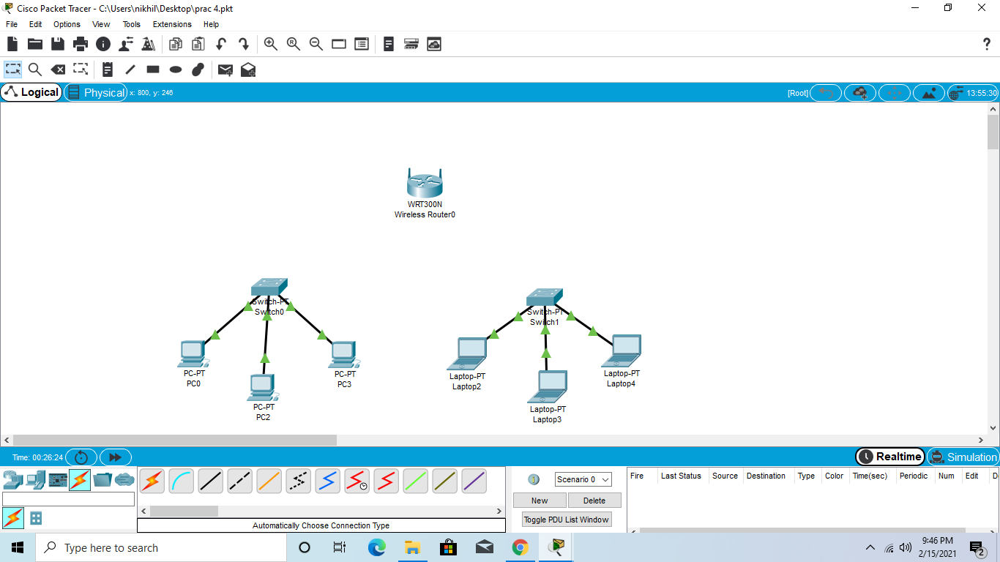 Cisco Packet Tracer - C:\Users\nikhil\Desktop\prac 4.pkt
File Edit Options View Tools Extensions Help
?
Logical Physical x: 800, y: 246 [Root] 13:55:30
WRT300N
Wireless Router0
Switch-PT
Switch0
Switch-PT
Switch1
PC-PT
PC0
PC-PT
PC2
PC-PT
PC3
Laptop-PT
Laptop2
Laptop-PT
Laptop3
Laptop-PT
Laptop4
Time: 00:26:24 Realtime Simulation
Scenario 0
New Delete
Toggle PDU List Window
Fire Last Status Source Destination Type Color Time(sec) Periodic Num Edit D
Automatically Choose Connection Type
Type here to search
9:46 PM
2/15/2021
2